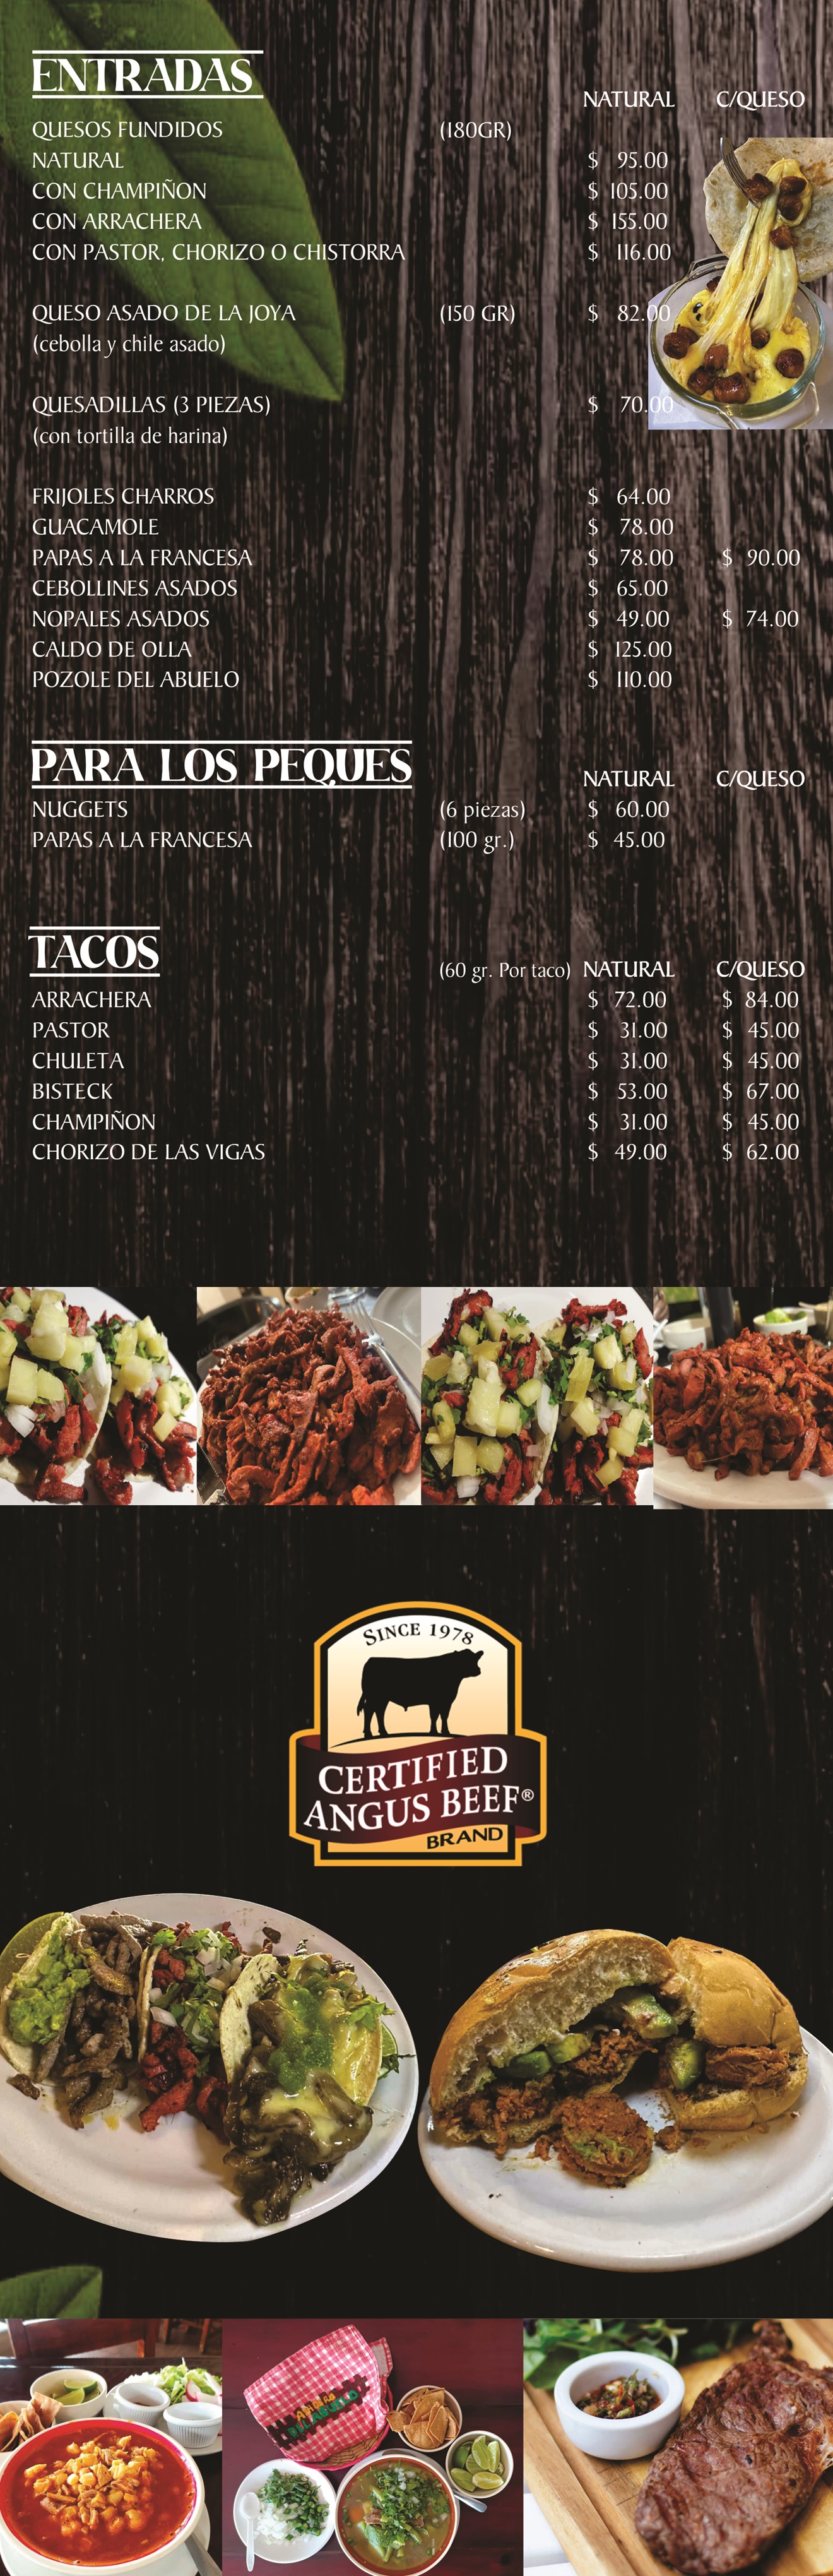 ENTRADAS
NATURAL C/QUESO
QUESOS FUNDIDOS (180GR)
NATURAL $ 95.00
CON CHAMPIÑON $ 105.00
CON ARRACHERA $ 155.00
CON PASTOR, CHORIZO O CHISTORRA $ 116.00
QUESO ASADO DE LA JOYA (150 GR) $ 82.00
(cebolla y chile asado)
QUESADILLAS (3 PIEZAS) $ 70.00
(con tortilla de harina)
FRIJOLES CHARROS $ 64.00
GUACAMOLE $ 78.00
PAPAS A LA FRANCESA $ 78.00 $ 90.00
CEBOLLINES ASADOS $ 65.00
NOPALES ASADOS $ 49.00 $ 74.00
CALDO DE OLLA $ 125.00
POZOLE DEL ABUELO $ 110.00
PARA LOS PEQUES
NATURAL C/QUESO
NUGGETS (6 piezas) $ 60.00
PAPAS A LA FRANCESA (100 gr.) $ 45.00
TACOS
(60 gr. Por taco) NATURAL C/QUESO
ARRACHERA $ 72.00 $ 84.00
PASTOR $ 31.00 $ 45.00
CHULETA $ 31.00 $ 45.00
BISTECK $ 53.00 $ 67.00
CHAMPIÑON $ 31.00 $ 45.00
CHORIZO DE LAS VIGAS $ 49.00 $ 62.00
SINCE 1978
CERTIFIED
ANGUS BEEF®
BRAND
DEL ABUELO